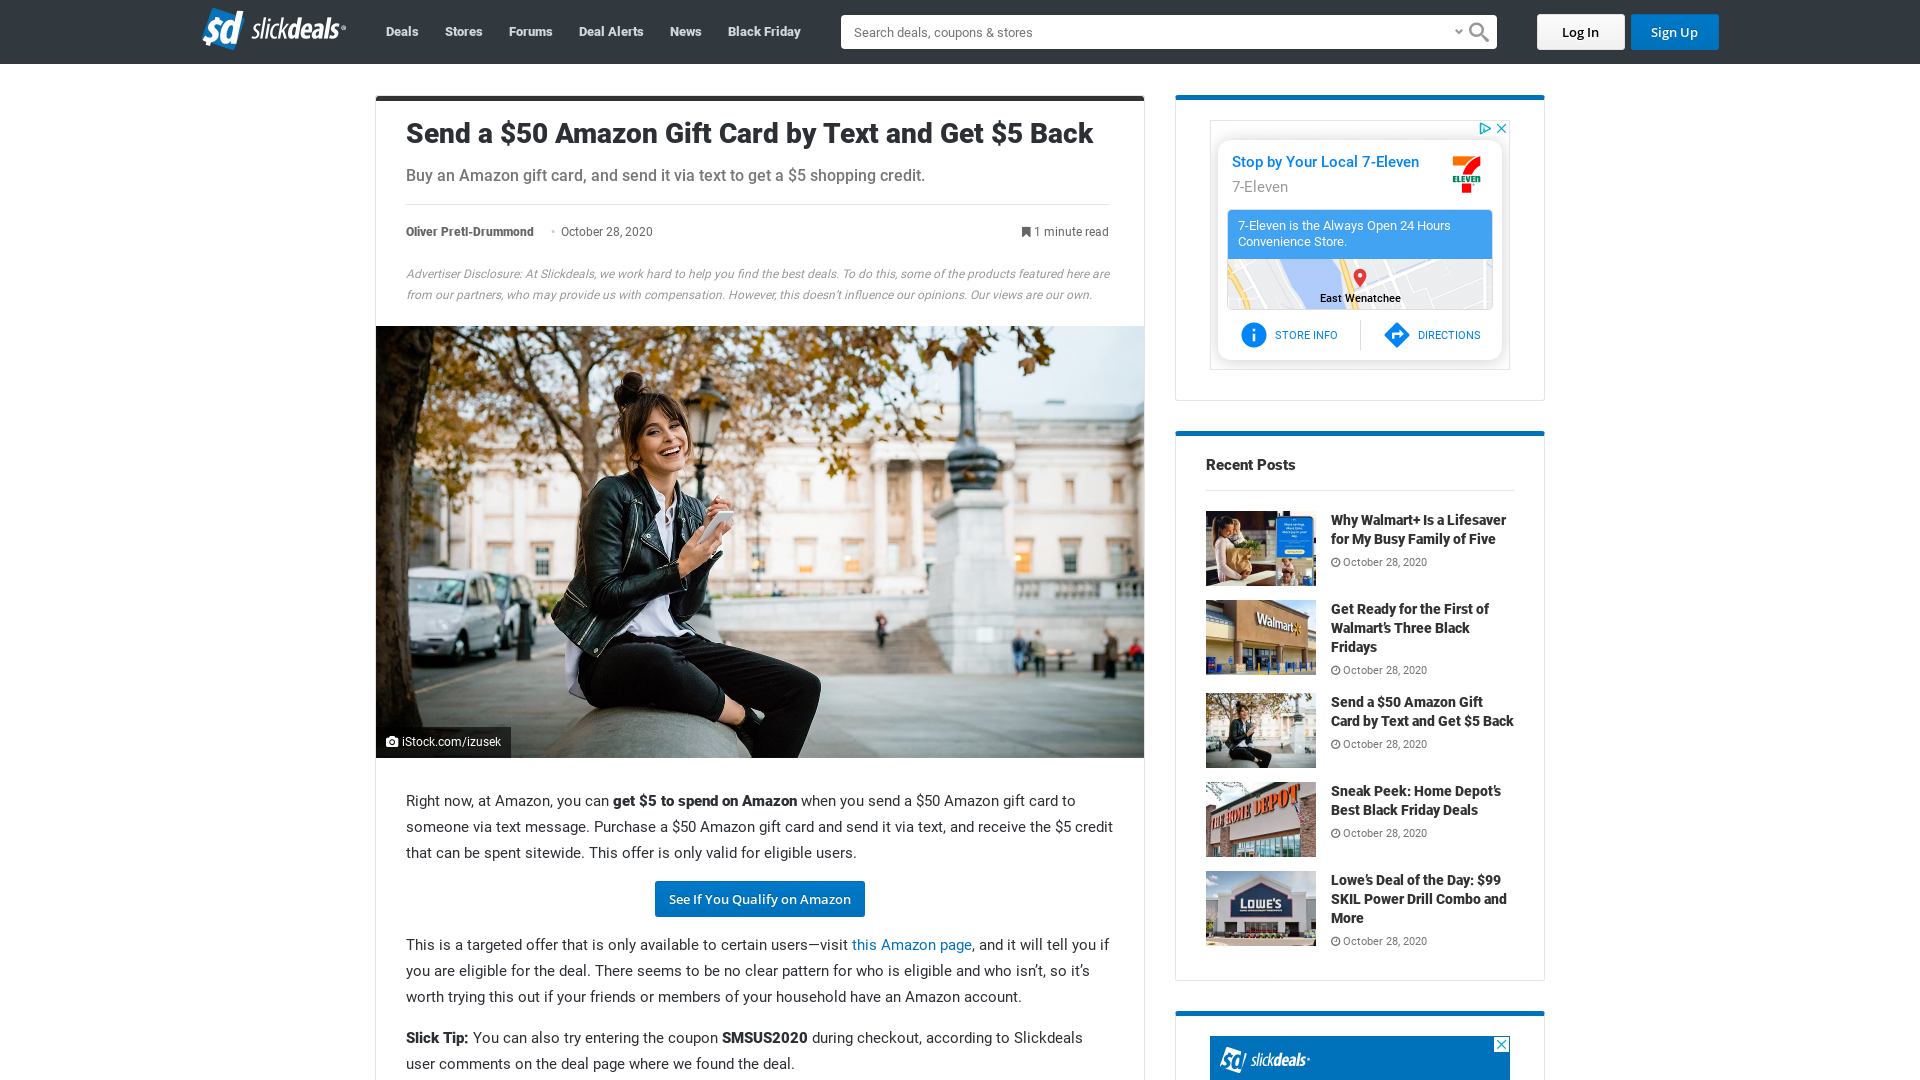 sd slickdeals
Deals
Stores
Forums
Deal Alerts
News
Black Friday
Search deals, coupons & stores
Log In
Sign Up
Send a $50 Amazon Gift Card by Text and Get $5 Back
Buy an Amazon gift card, and send it via text to get a $5 shopping credit.
Oliver Pretl-Drummond • October 28, 2020
1 minute read
Advertiser Disclosure: At Slickdeals, we work hard to help you find the best deals. To do this, some of the products featured here are
from our partners, who may provide us with compensation. However, this doesn’t influence our opinions. Our views are our own.
iStock.com/izusek
Right now, at Amazon, you can get $5 to spend on Amazon when you send a $50 Amazon gift card to
someone via text message. Purchase a $50 Amazon gift card and send it via text, and receive the $5 credit
that can be spent sitewide. This offer is only valid for eligible users.
See If You Qualify on Amazon
This is a targeted offer that is only available to certain users—visit this Amazon page, and it will tell you if
you are eligible for the deal. There seems to be no clear pattern for who is eligible and who isn’t, so it’s
worth trying this out if your friends or members of your household have an Amazon account.
Slick Tip: You can also try entering the coupon SMSUS2020 during checkout, according to Slickdeals
user comments on the deal page where we found the deal.
Stop by Your Local 7-Eleven
7-Eleven
7-ELEVEN
7-Eleven is the Always Open 24 Hours
Convenience Store.
East Wenatchee
STORE INFO
DIRECTIONS
Recent Posts
Why Walmart+ Is a Lifesaver
for My Busy Family of Five
October 28, 2020
Walmart
Get Ready for the First of
Walmart’s Three Black
Fridays
October 28, 2020
Send a $50 Amazon Gift
Card by Text and Get $5 Back
October 28, 2020
THE HOME DEPOT
Sneak Peek: Home Depot’s
Best Black Friday Deals
October 28, 2020
LOWE'S
Lowe’s Deal of the Day: $99
SKIL Power Drill Combo and
More
October 28, 2020
sd slickdeals